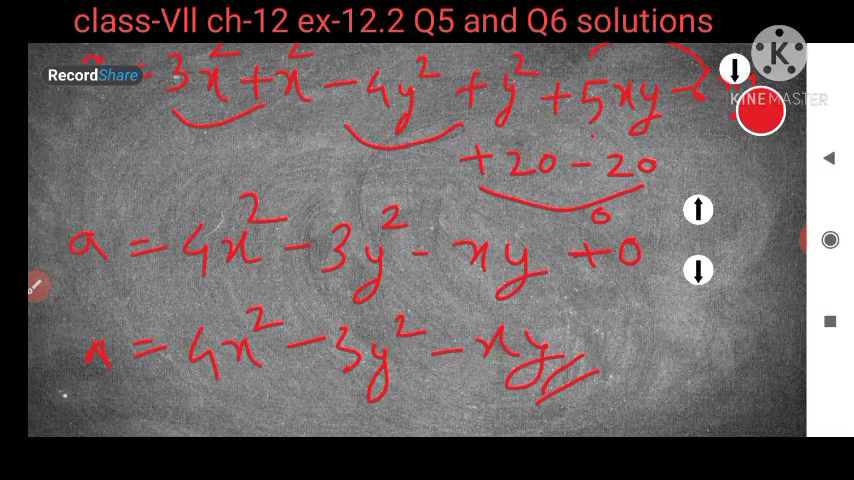 class-Vll ch-12 ex-12.2 Q5 and Q6 solutions
RecordShare
= 3x² + x² - 4y² + y² + 5xy -
KINEMASTER
+ 20 - 20
0
a = 4x² - 3y² - xy + 0
a = 4x² - 3y² - xy